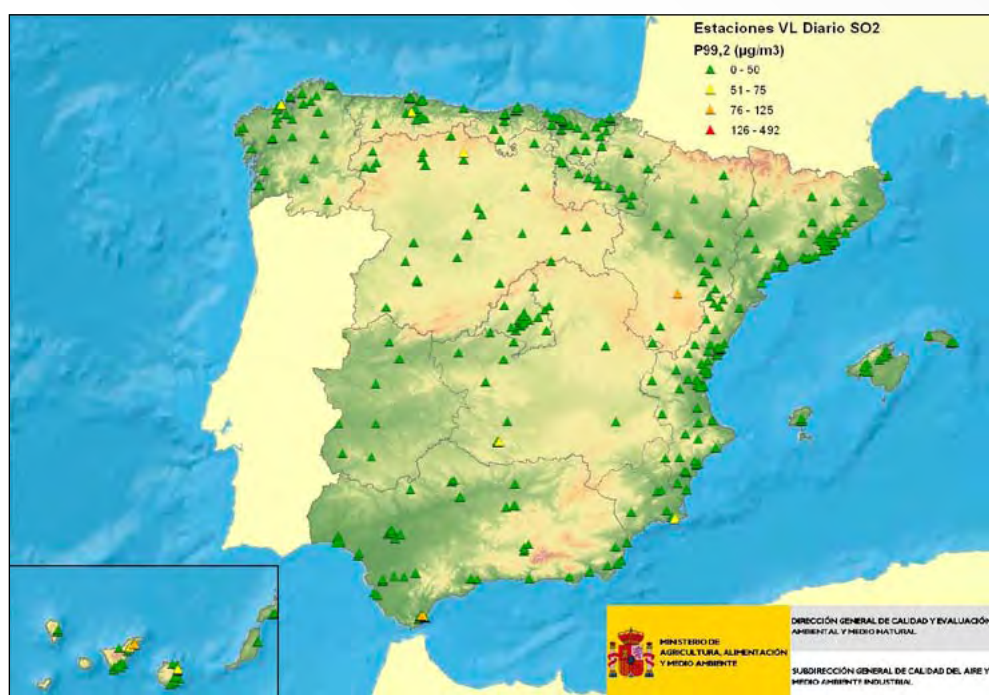 Estaciones VL Diario SO2
P99,2 (µg/m3)
0 - 50
51 - 75
76 - 125
126 - 492
MINISTERIO DE
AGRICULTURA, ALIMENTACIÓN
Y MEDIO AMBIENTE
DIRECCIÓN GENERAL DE CALIDAD Y EVALUACIÓN
AMBIENTAL Y MEDIO NATURAL
SUBDIRECCIÓN GENERAL DE CALIDAD DEL AIRE Y
MEDIO AMBIENTE INDUSTRIAL